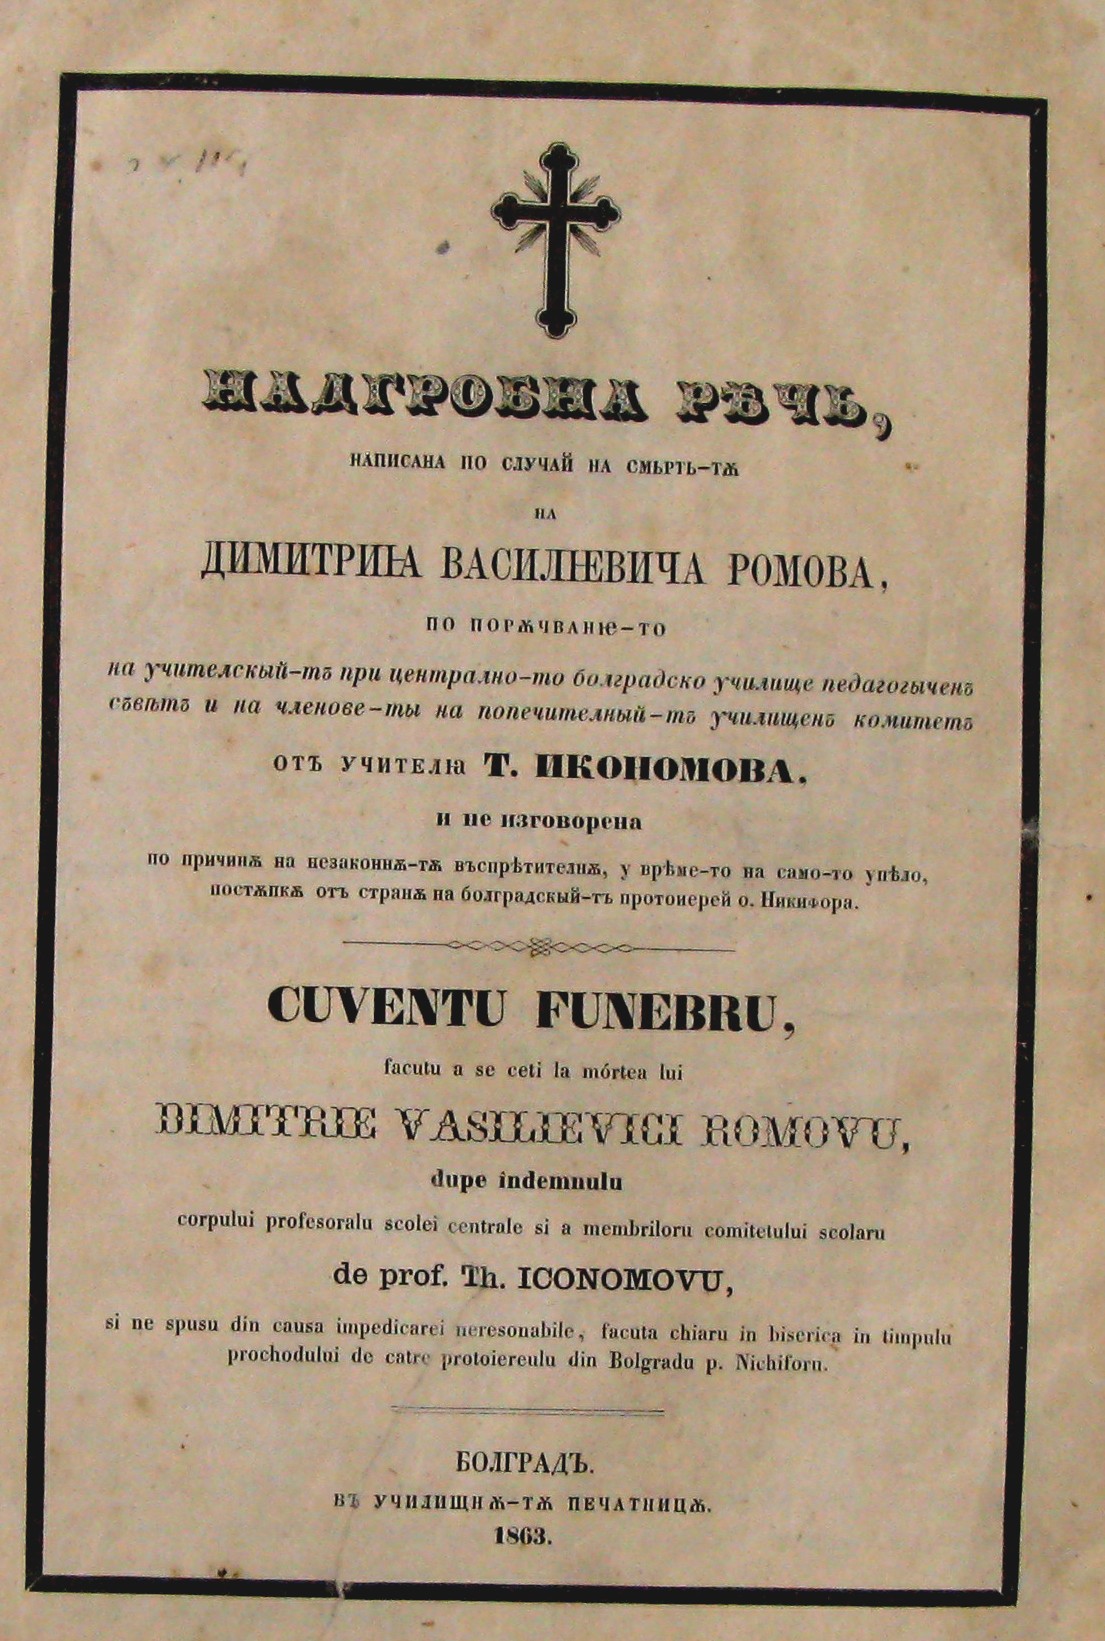 НАДГРОБНА РѢЧЬ,
НАПИСАНА ПО СЛУЧАЙ НА СМЬРТЬ-ТѪ
НА
ДИМИТРИꙖ ВАСИЛІѤВИЧА РОМОВА,
ПО ПОРѪЧВАНІѤ-ТО
на учителскый-тъ при централно-то болградско училище педагогыченъ
съвѣтъ и на членове-ты на попечителный-тъ училищенъ комитетъ
ОТЪ УЧИТЕЛꙖ Т. ИКОНОМОВА.
и не изговорена
по причинѫ на незаконнѫ-тѫ въспрѣтителнѫ, у врѣме-то на само-то упѣло,
постѫпкѫ отъ странѫ на болградскый-тъ протоиерей о. Никифора.
CUVENTU FUNEBRU,
facutu a se ceti la mórtea lui
DIMITRIE VASILIEVICI ROMOVU,
dupe indemnulu
corpului profesoralu scolei centrale si a membriloru comitetului scolaru
de prof. Th. ICONOMOVU,
si ne spusu din causa impedicarei neresonabile, facuta chiaru in biserica in timpulu
prochodului de catre protoiereulu din Bolgradu p. Nichiforu.
БОЛГРАДЪ.
ВЪ УЧИЛИЩНѪ-ТѪ ПЕЧАТНИЦѪ.
1863.